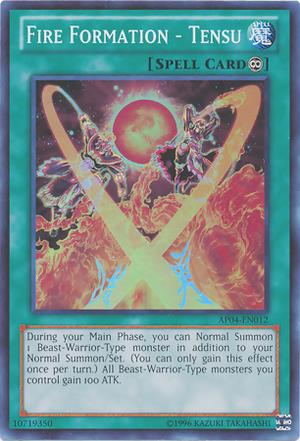 FIRE FORMATION - TENSU
魔
[SPELL CARD]
AP04-EN012
During your Main Phase, you can Normal Summon
1 Beast-Warrior-Type monster in addition to your
Normal Summon/Set. (You can only gain this effect
once per turn.) All Beast-Warrior-Type monsters you
control gain 100 ATK.
10719350
©1996 KAZUKI TAKAHASHI